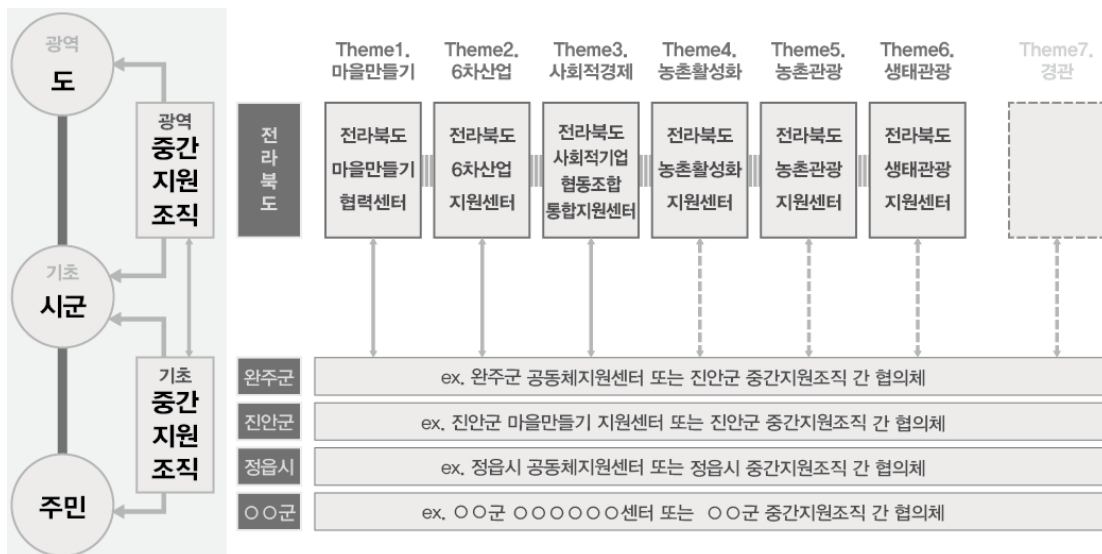 광역
도
광역
중간
지원
조직
기초
시군
기초
중간
지원
조직
주민
Theme1.
마을만들기
Theme2.
6차산업
Theme3.
사회적경제
Theme4.
농촌활성화
Theme5.
농촌관광
Theme6.
생태관광
Theme7.
경관
전라북도
전라북도
마을만들기
협력센터
전라북도
6차산업
지원센터
전라북도
사회적기업
협동조합
통합지원센터
전라북도
농촌활성화
지원센터
전라북도
농촌관광
지원센터
전라북도
생태관광
지원센터
완주군
ex. 완주군 공동체지원센터 또는 진안군 중간지원조직 간 협의체
진안군
ex. 진안군 마을만들기 지원센터 또는 진안군 중간지원조직 간 협의체
정읍시
ex. 정읍시 공동체지원센터 또는 정읍시 중간지원조직 간 협의체
○○군
ex. ○○군 ○○○○○○센터 또는 ○○군 중간지원조직 간 협의체